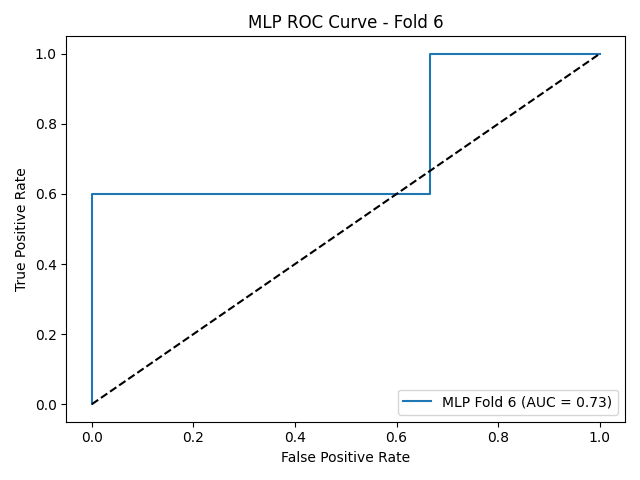 MLP ROC Curve - Fold 6
True Positive Rate
1.0
0.8
0.6
0.4
0.2
0.0
0.0 0.2 0.4 0.6 0.8 1.0
False Positive Rate
MLP Fold 6 (AUC = 0.73)